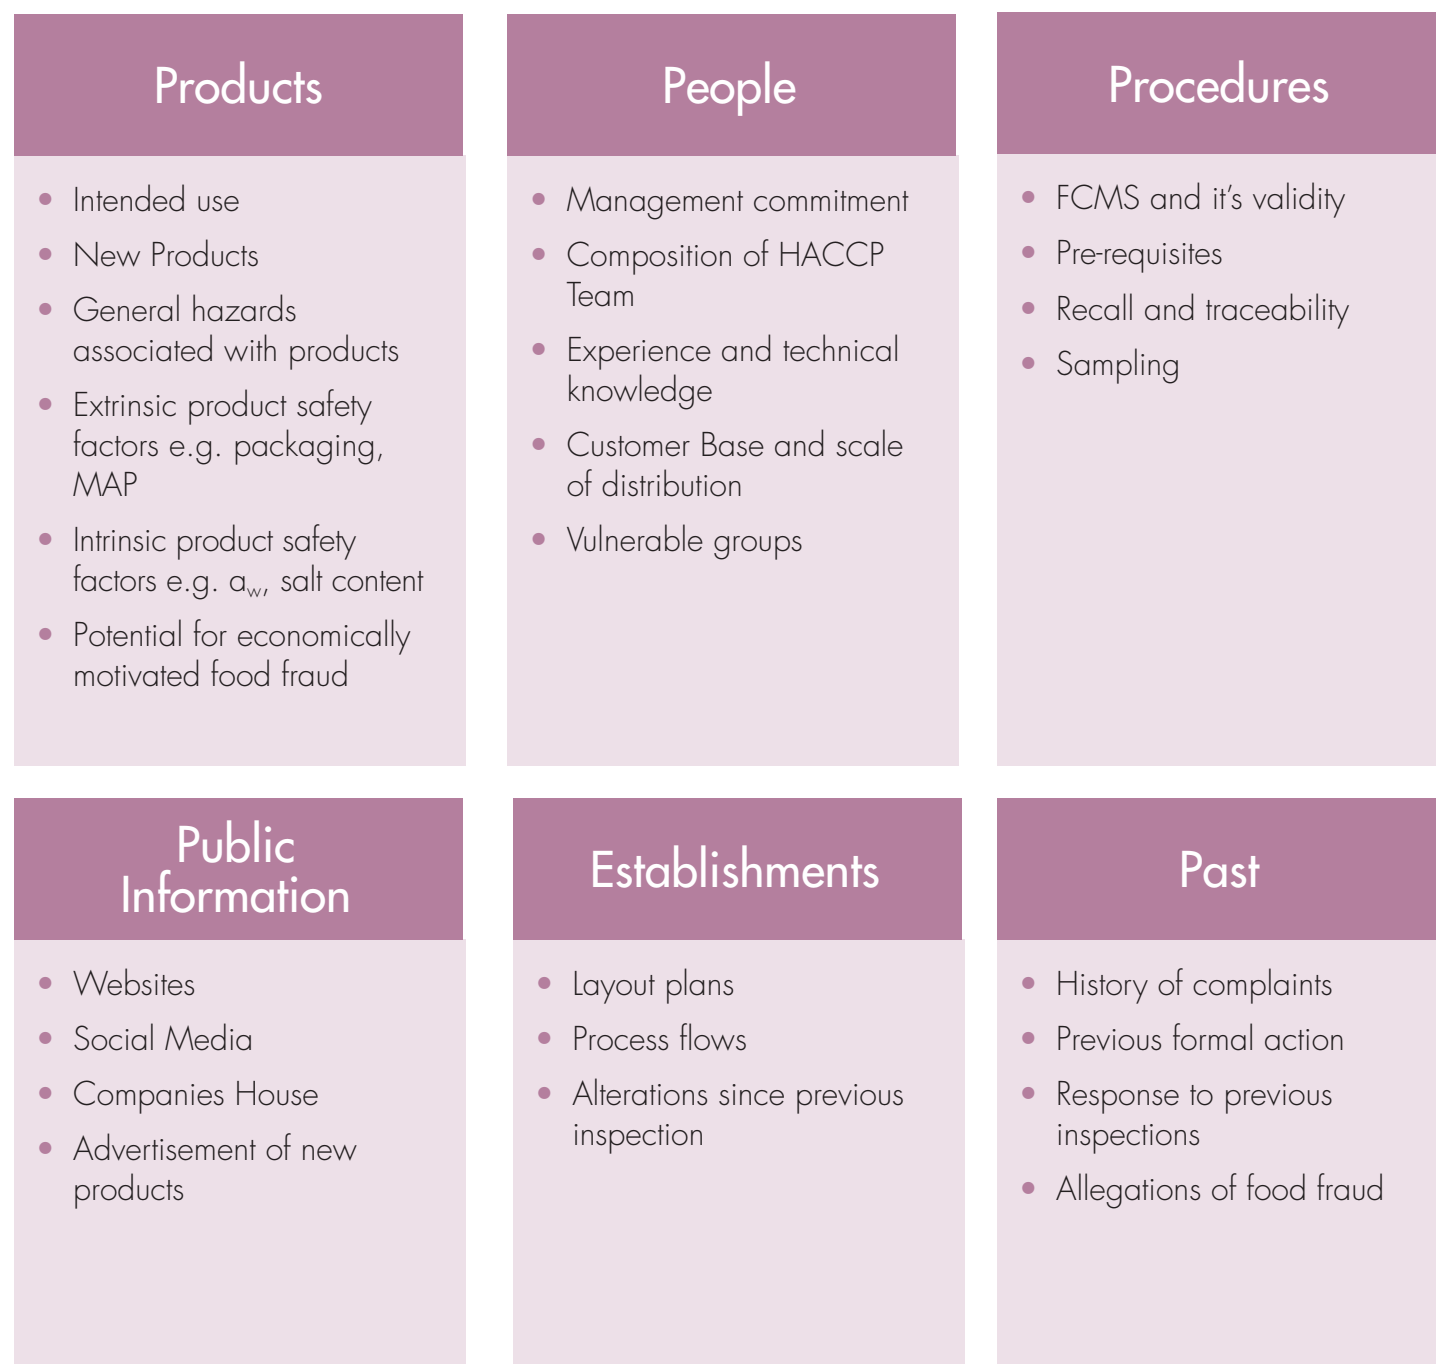 Products
• Intended use
• New Products
• General hazards
associated with products
• Extrinsic product safety
factors e.g. packaging,
MAP
• Intrinsic product safety
factors e.g. aw, salt content
• Potential for economically
motivated food fraud
People
• Management commitment
• Composition of HACCP
Team
• Experience and technical
knowledge
• Customer Base and scale
of distribution
• Vulnerable groups
Procedures
• FCMS and it's validity
• Pre-requisites
• Recall and traceability
• Sampling
Public
Information
• Websites
• Social Media
• Companies House
• Advertisement of new
products
Establishments
• Layout plans
• Process flows
• Alterations since previous
inspection
Past
• History of complaints
• Previous formal action
• Response to previous
inspections
• Allegations of food fraud